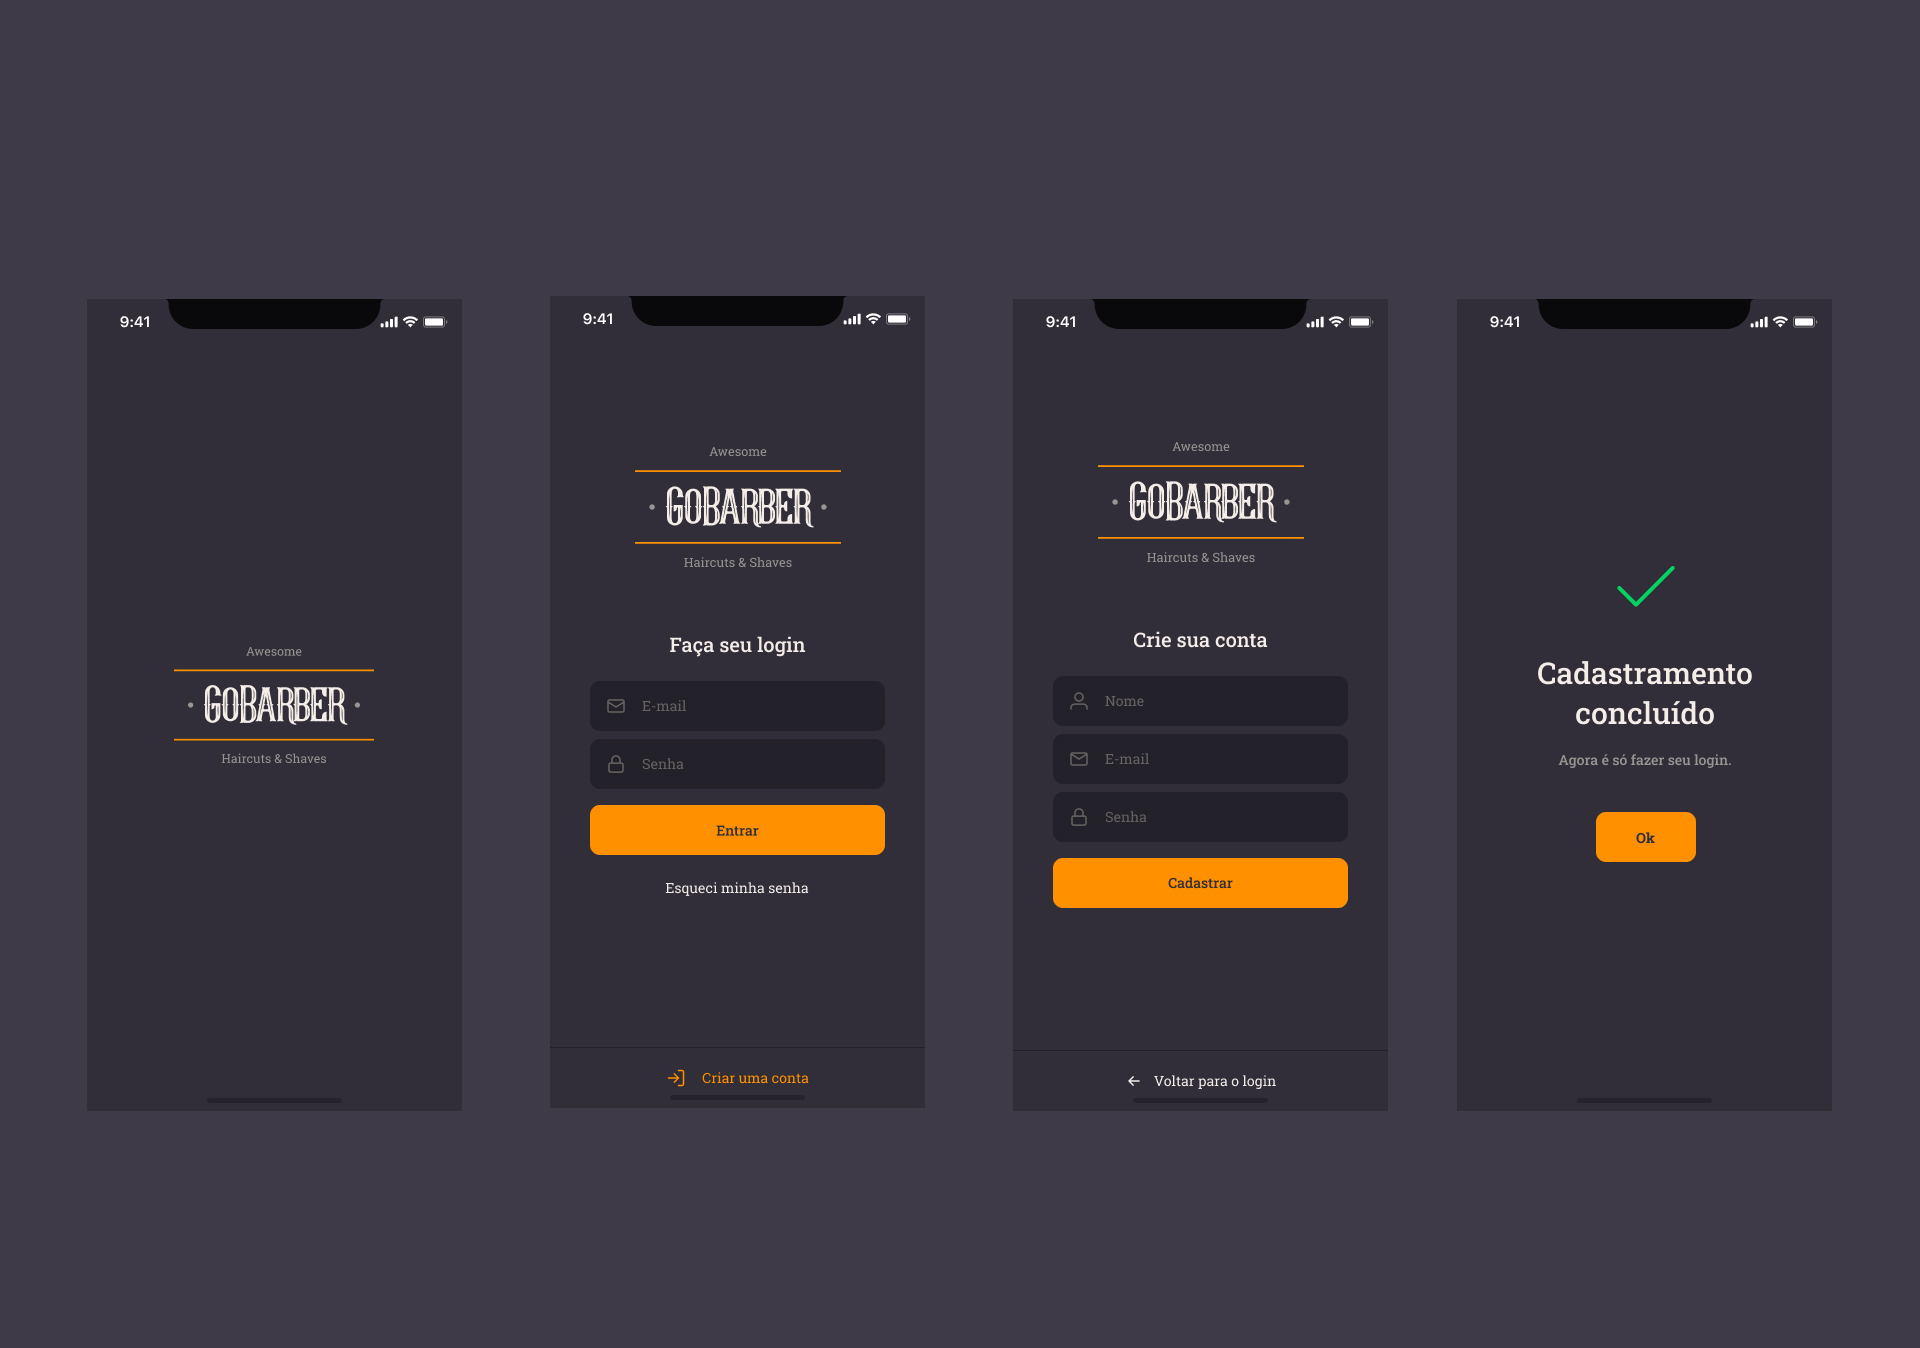 9:41
Awesome
GOBARBER
Haircuts & Shaves
9:41
Awesome
GOBARBER
Haircuts & Shaves
Faça seu login
E-mail
Senha
Entrar
Esqueci minha senha
Criar uma conta
9:41
Awesome
GOBARBER
Haircuts & Shaves
Crie sua conta
Nome
E-mail
Senha
Cadastrar
Voltar para o login
9:41
Cadastramento
concluído
Agora é só fazer seu login.
Ok